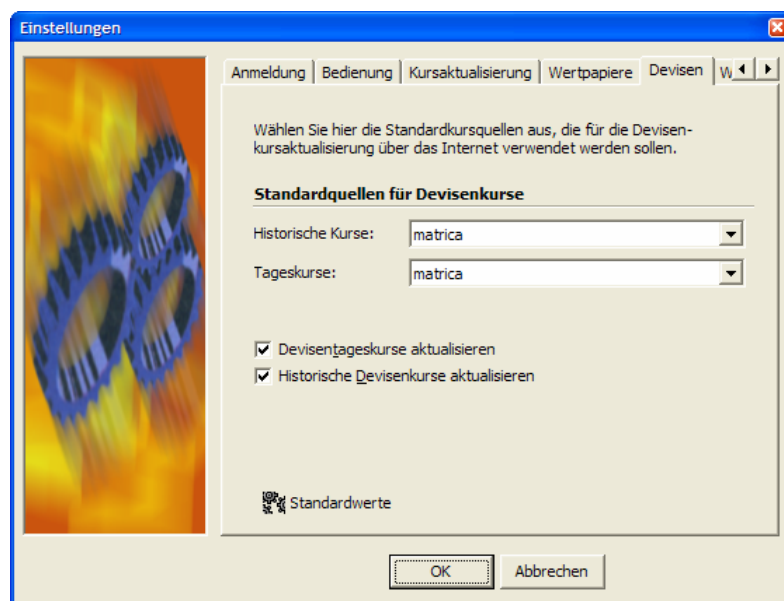 Einstellungen
Anmeldung Bedienung Kursaktualisierung Wertpapiere Devisen
Wählen Sie hier die Standardkursquellen aus, die für die Devisen-
kursaktualisierung über das Internet verwendet werden sollen.
Standardquellen für Devisenkurse
Historische Kurse: matrica
Tageskurse: matrica
Devisentageskurse aktualisieren
Historische Devisenkurse aktualisieren
Standardwerte
OK Abbrechen